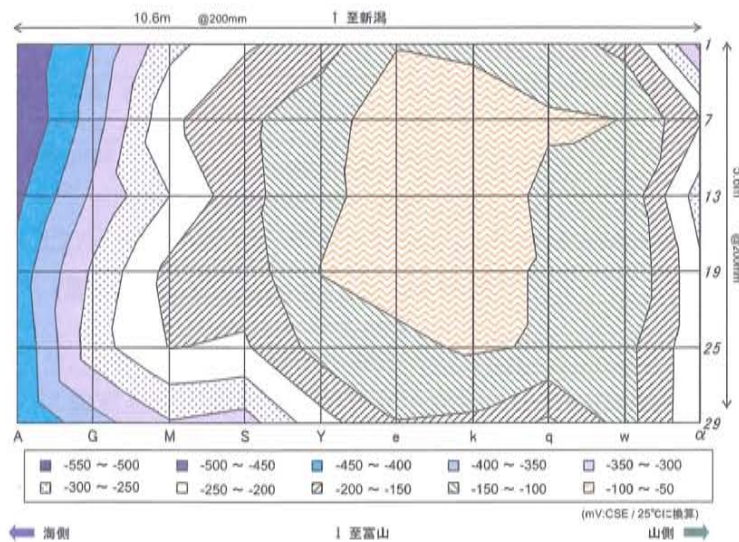 10.6m @200mm ↑ 至新潟
1
7
13
19
25
29
@200mm
A G M S Y e k q w α
-550 ~ -500 -500 ~ -450 -450 ~ -400 -400 ~ -350 -350 ~ -300
-300 ~ -250 -250 ~ -200 -200 ~ -150 -150 ~ -100 -100 ~ -50
(mV:CSE / 25℃に換算)
海側 ↓ 至富山 山側